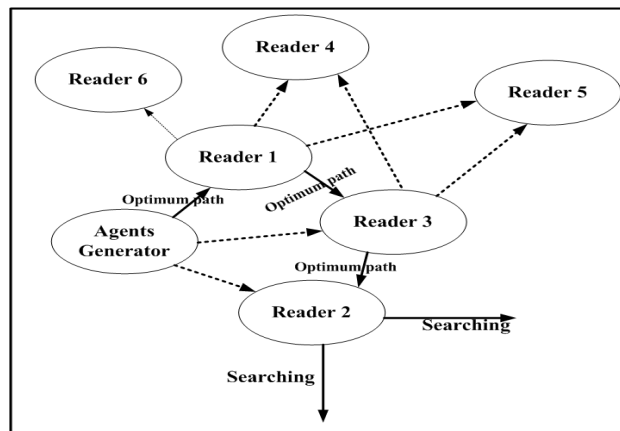 Reader 4
Reader 6
Reader 5
Reader 1
Optimum path
Optimum path
Reader 3
Agents
Generator
Optimum path
Reader 2
Searching
Searching